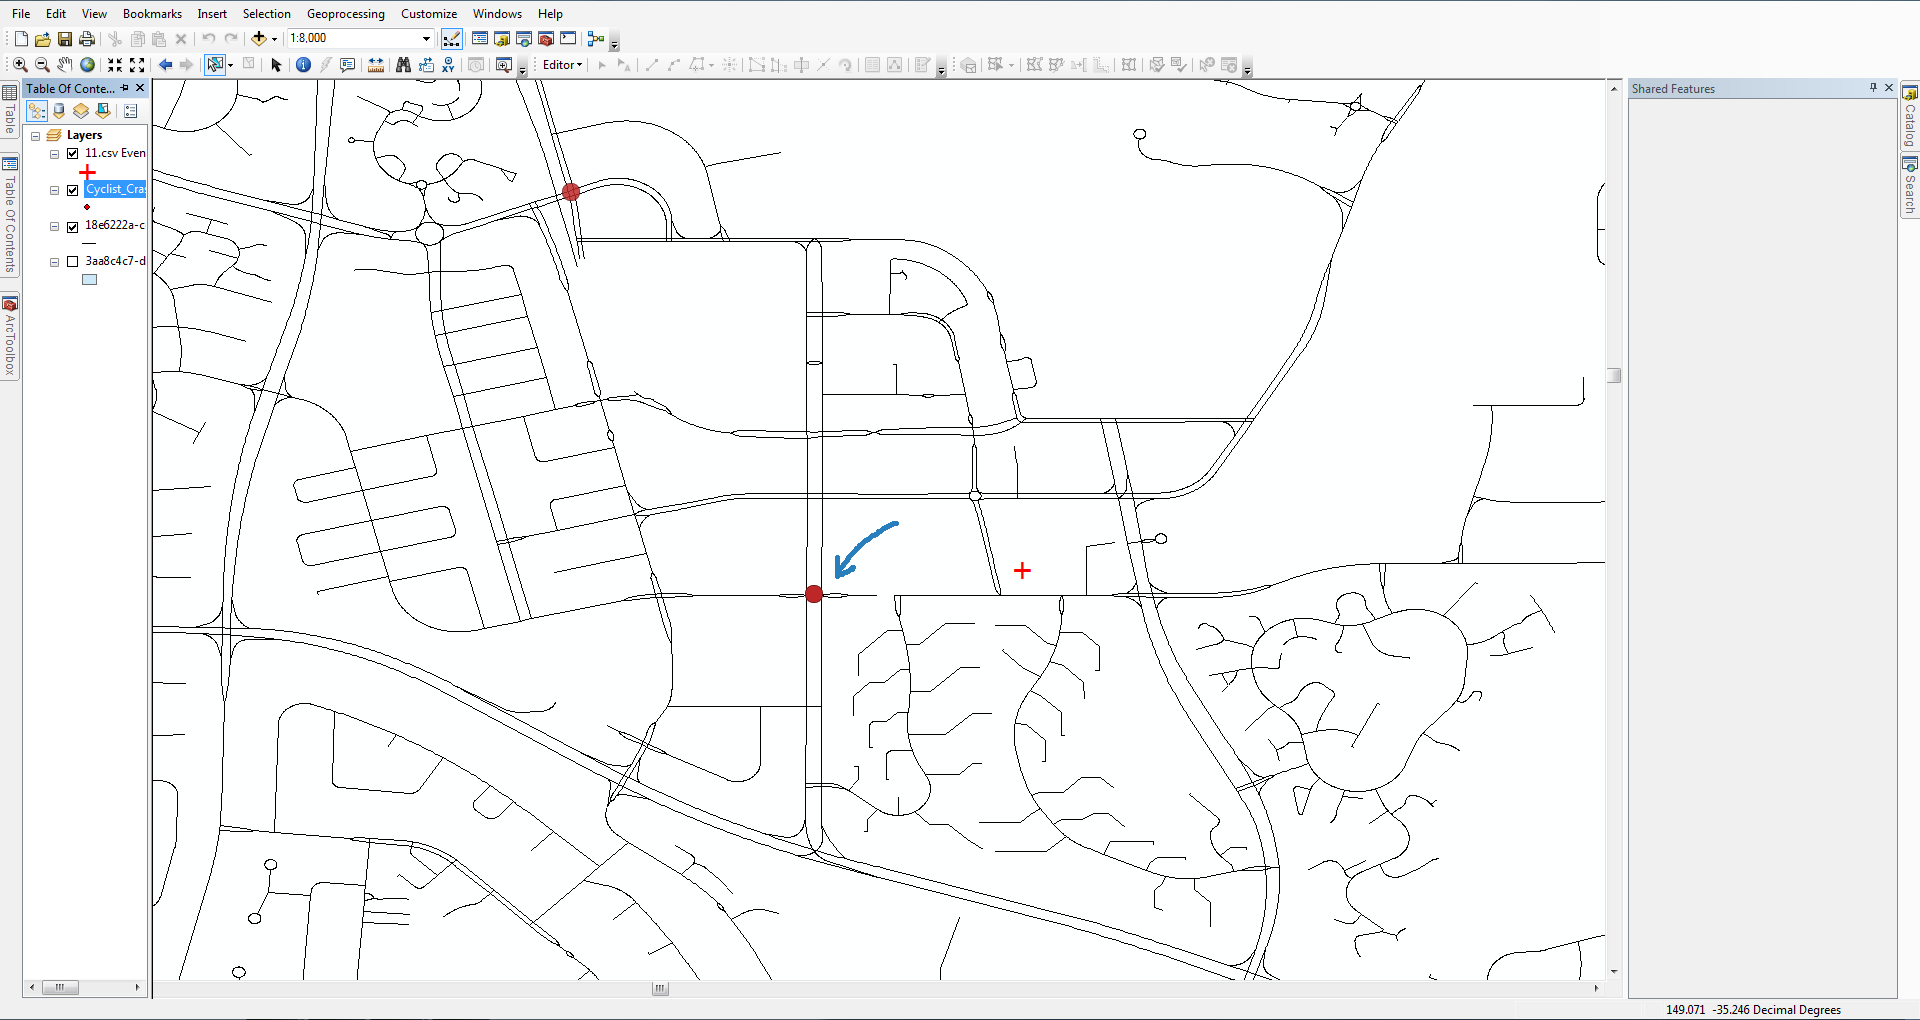 File Edit View Bookmarks Insert Selection Geoprocessing Customize Windows Help
1:8,000
Editor
Table Of Conte...
Shared Features
Layers
11.csv Even
Cyclist_Cras
18e6222a-c
3aa8c4c7-d
Table
Table Of Contents
ArcToolbox
Catalog
Search
149.071 -35.246 Decimal Degrees